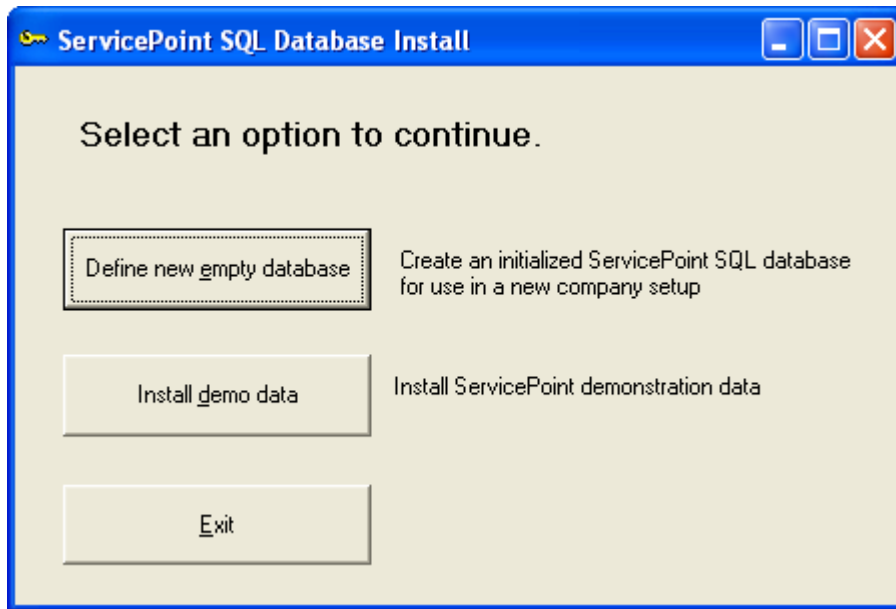 ServicePoint SQL Database Install
Select an option to continue.
Define new empty database
Create an initialized ServicePoint SQL database
for use in a new company setup
Install demo data
Install ServicePoint demonstration data
Exit